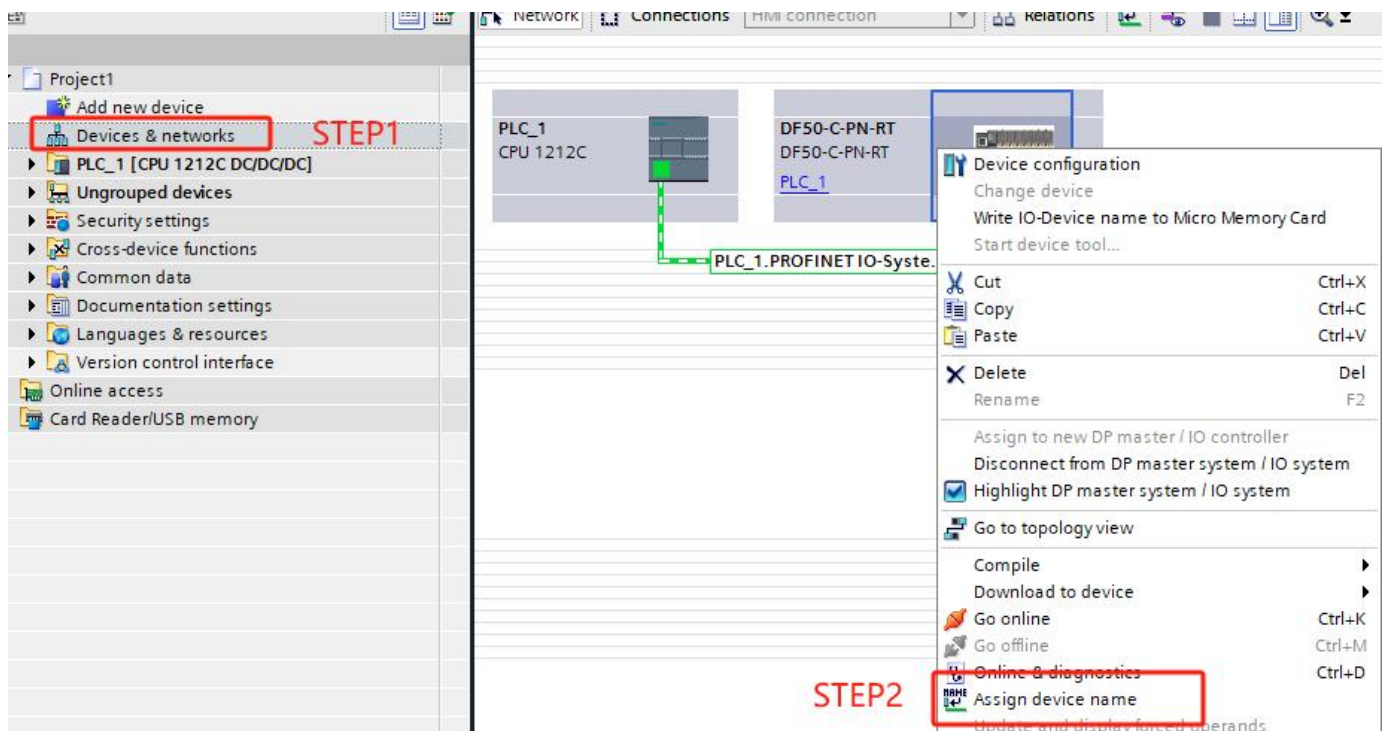 Network Connections HMI connection Relations
Project1
Add new device
Devices & networks STEP1
PLC_1 [CPU 1212C DC/DC/DC]
Ungrouped devices
Security settings
Cross-device functions
Common data
Documentation settings
Languages & resources
Version control interface
Online access
Card Reader/USB memory
PLC_1
CPU 1212C
DF50-C-PN-RT
DF50-C-PN-RT
PLC_1
PLC_1.PROFINET IO-Syste.
Device configuration
Change device
Write IO-Device name to Micro Memory Card
Start device tool...
Cut Ctrl+X
Copy Ctrl+C
Paste Ctrl+V
Delete Del
Rename F2
Assign to new DP master / IO controller
Disconnect from DP master system / IO system
Highlight DP master system / IO system
Go to topology view
Compile
Download to device
Go online Ctrl+K
Go offline Ctrl+M
Online & diagnostics Ctrl+D
STEP2 NAME Assign device name
Update and display forced operands